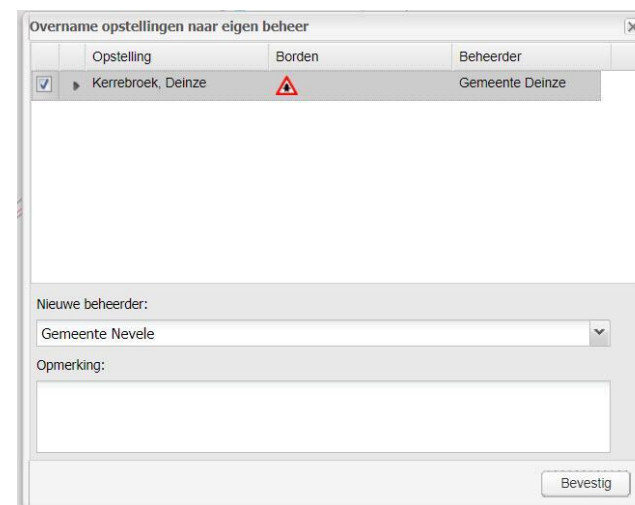 Overname opstellingen naar eigen beheer
Opstelling Borden Beheerder
Kerrebroek, Deinze Gemeente Deinze
Nieuwe beheerder:
Gemeente Nevele
Opmerking:
Bevestig